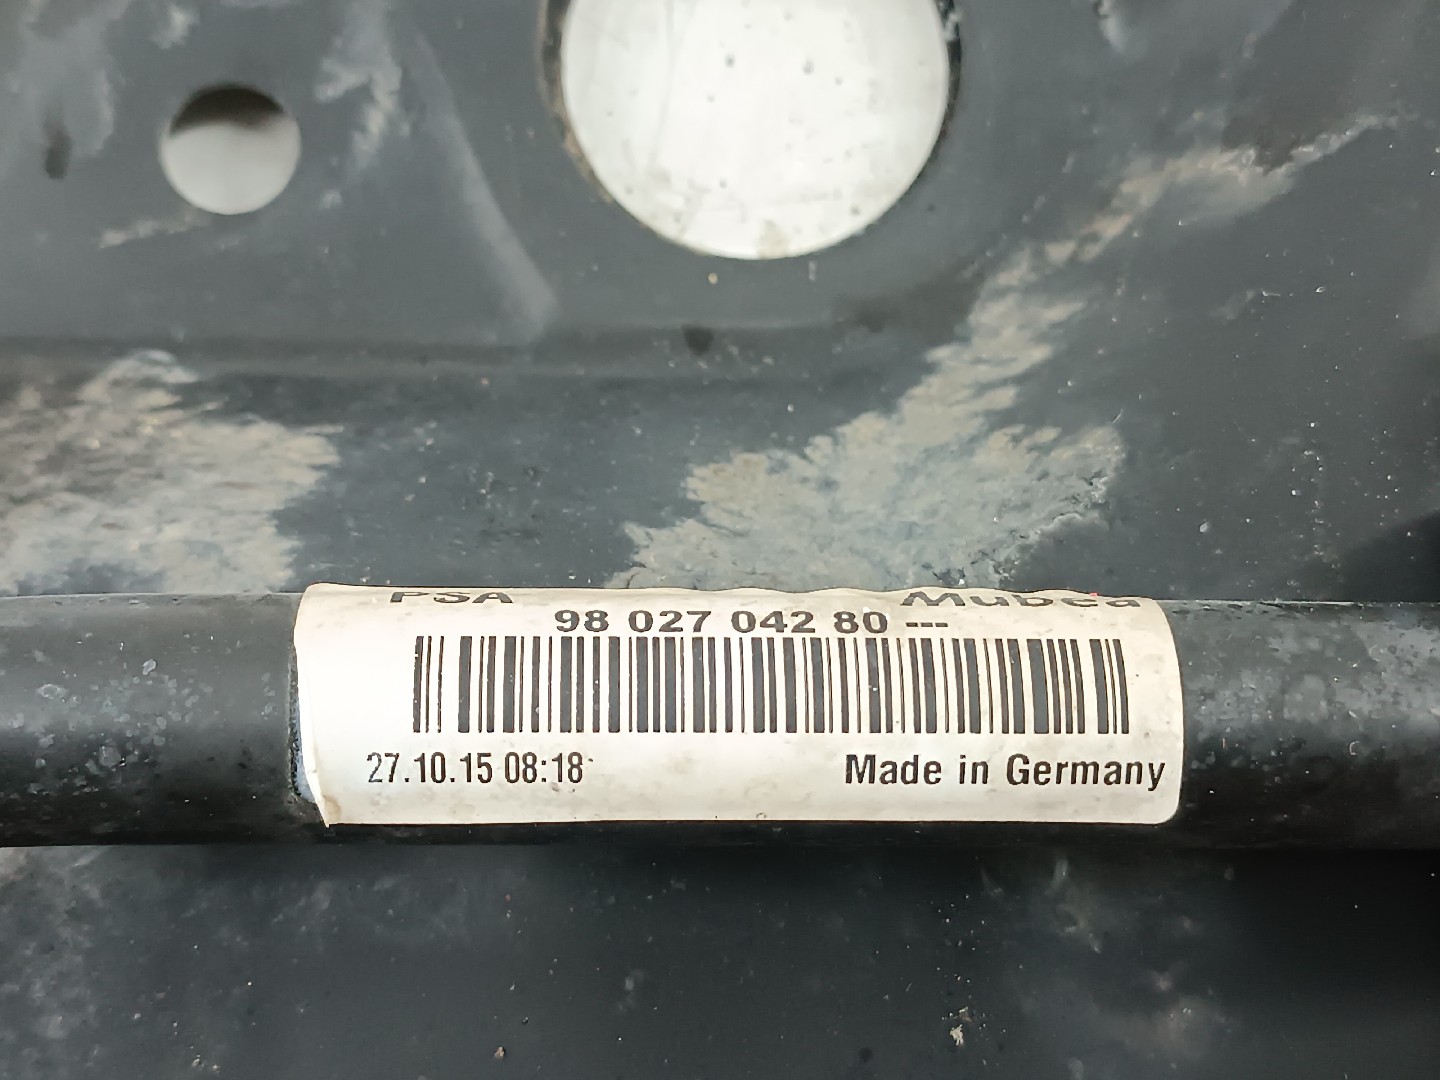 PSA Mubea
98 027 042 80 ---
27.10.15 08:18 Made in Germany